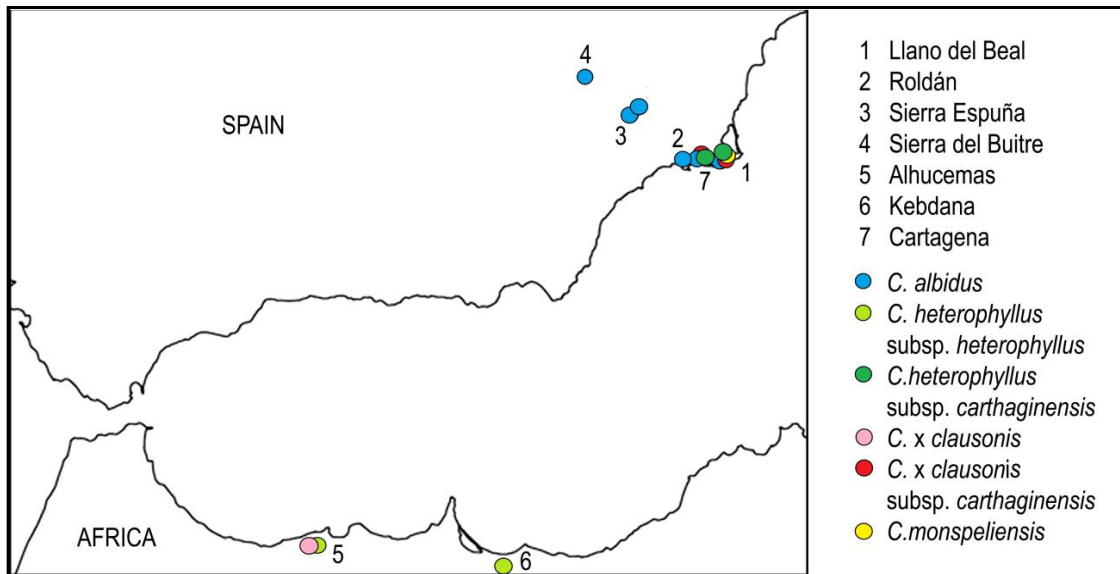 4
SPAIN
3
2
7
1
AFRICA
5
6
1 Llano del Beal
2 Roldán
3 Sierra Espuña
4 Sierra del Buitre
5 Alhucemas
6 Kebdana
7 Cartagena
C. albidus
C. heterophyllus
subsp. heterophyllus
C.heterophyllus
subsp. carthaginensis
C. x clausonis
C. x clausonis
subsp. carthaginensis
C.monspeliensis